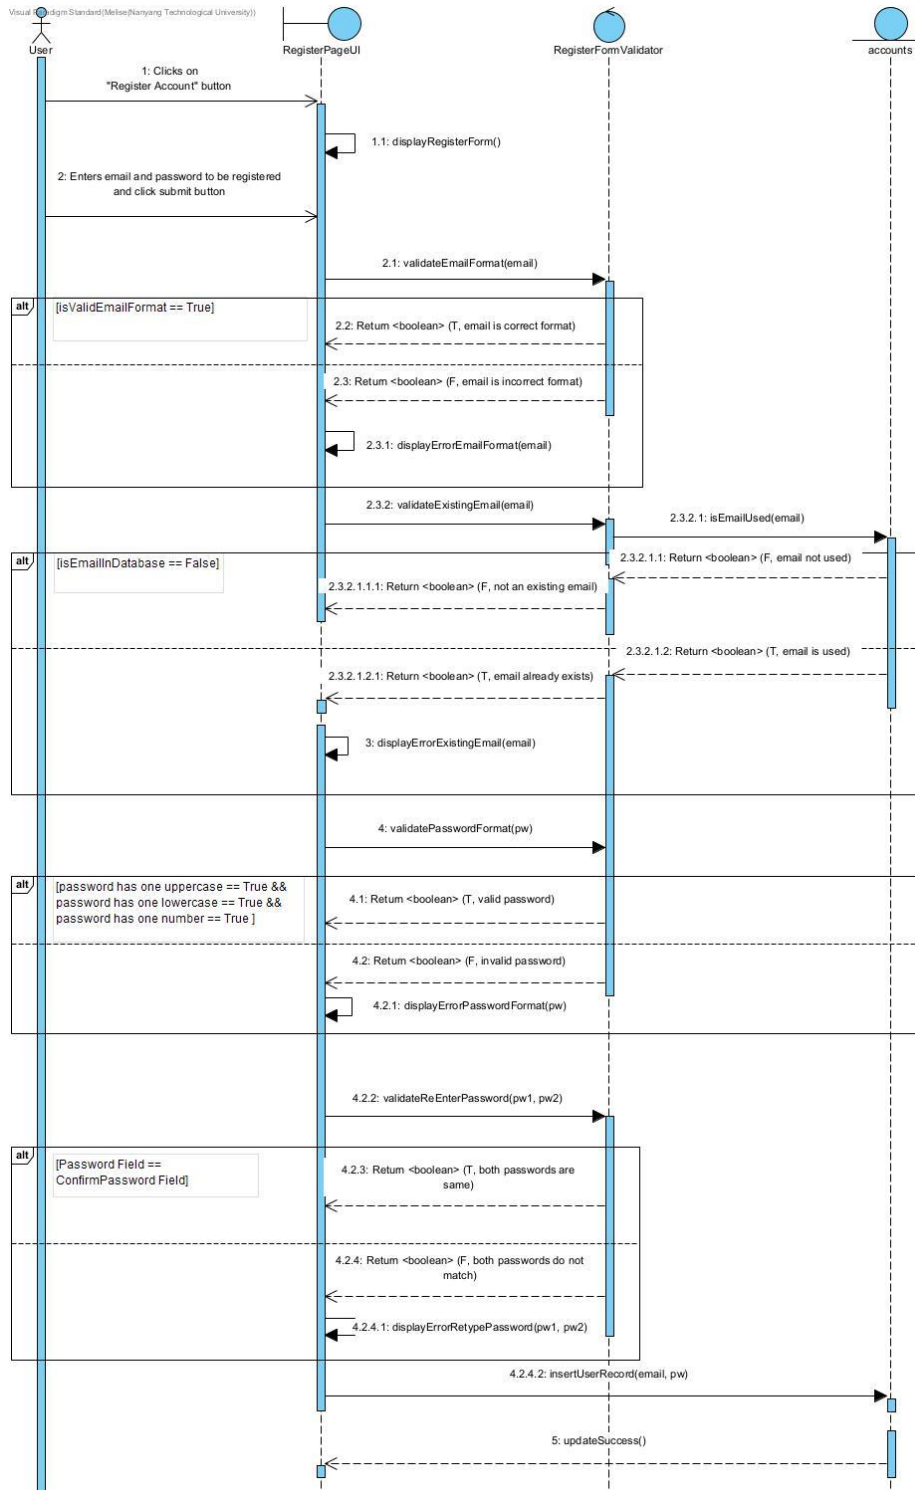 Visual Paradigm Standard(Melise(Nanyang Technological University))
User
RegisterPageUI
RegisterFormValidator
accounts
1: Clicks on
"Register Account" button
1.1: displayRegisterForm()
2: Enters email and password to be registered
and click submit button
2.1: validateEmailFormat(email)
alt
[isValidEmailFormat == True]
2.2: Return <boolean> (T, email is correct format)
2.3: Return <boolean> (F, email is incorrect format)
2.3.1: displayErrorEmailFormat(email)
2.3.2: validateExistingEmail(email)
2.3.2.1: isEmailUsed(email)
alt
[isEmailInDatabase == False]
2.3.2.1.1: Return <boolean> (F, email not used)
2.3.2.1.1.1: Return <boolean> (F, not an existing email)
2.3.2.1.2: Return <boolean> (T, email is used)
2.3.2.1.2.1: Return <boolean> (T, email already exists)
3: displayErrorExistingEmail(email)
4: validatePasswordFormat(pw)
alt
[password has one uppercase == True &&
password has one lowercase == True &&
password has one number == True ]
4.1: Return <boolean> (T, valid password)
4.2: Return <boolean> (F, invalid password)
4.2.1: displayErrorPasswordFormat(pw)
4.2.2: validateReEnterPassword(pw1, pw2)
alt
[Password Field ==
ConfirmPassword Field]
4.2.3: Return <boolean> (T, both passwords are
same)
4.2.4: Return <boolean> (F, both passwords do not
match)
4.2.4.1: displayErrorRetypePassword(pw1, pw2)
4.2.4.2: insertUserRecord(email, pw)
5: updateSuccess()